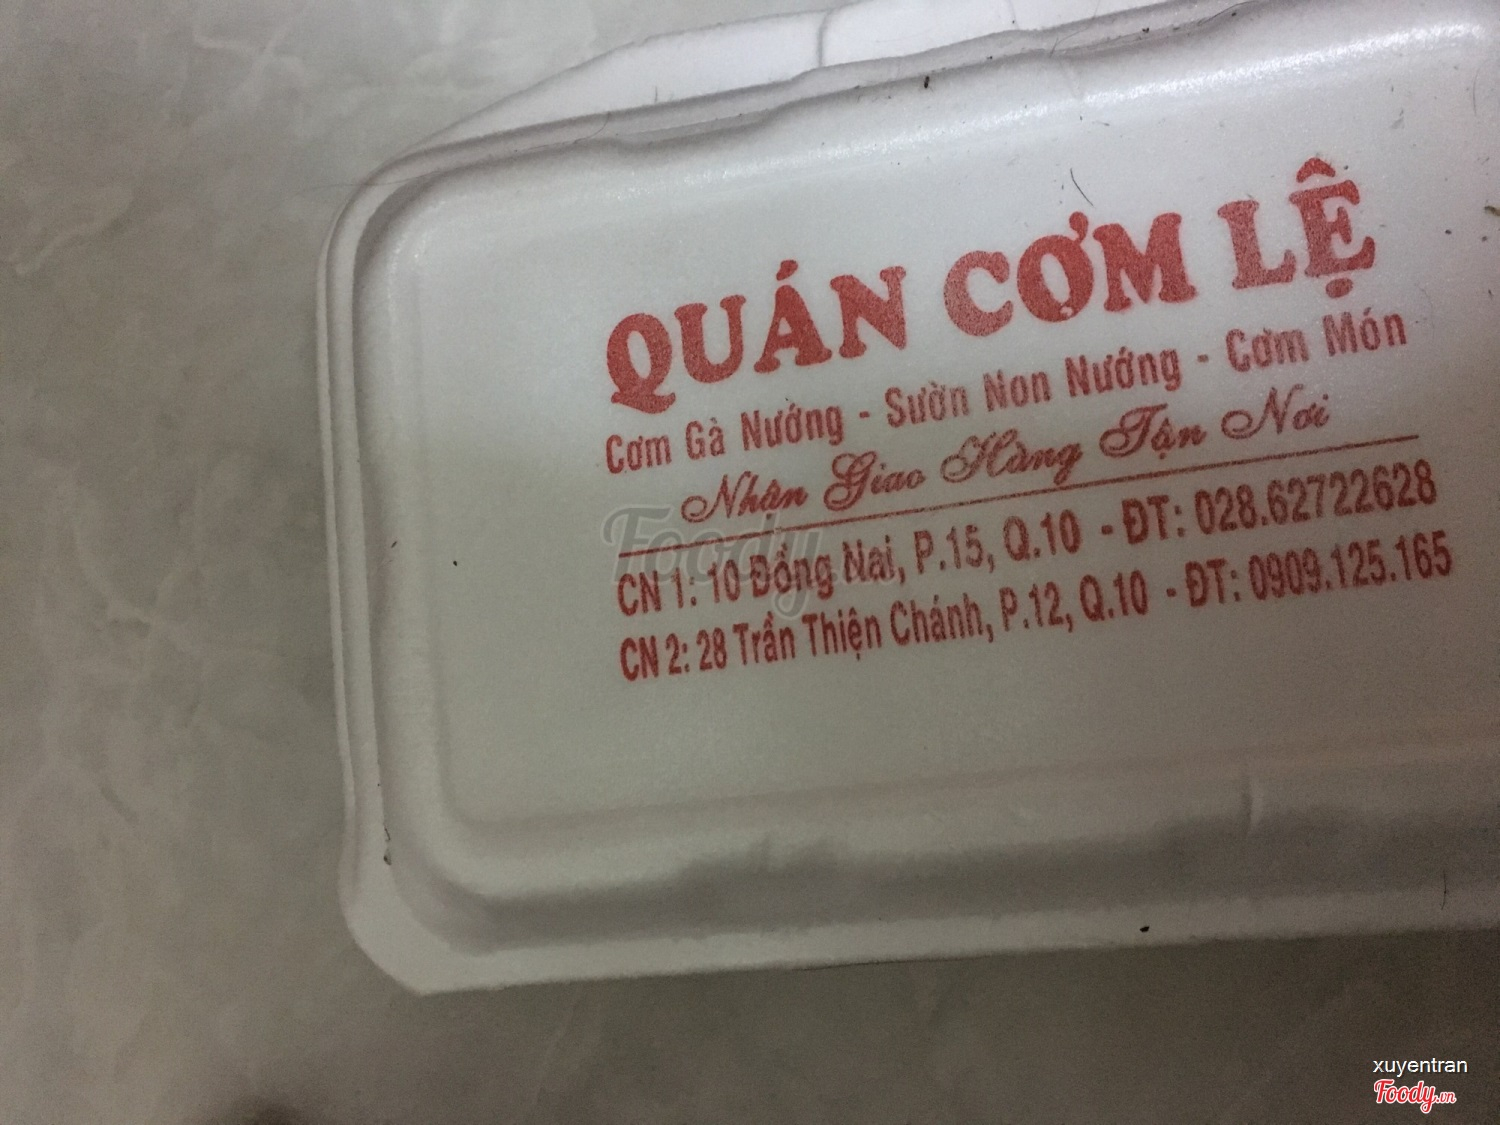 QUÁN CƠM LỆ
Cơm Gà Nướng - Sườn Non Nướng - Cơm Món
Nhận Giao Hàng Tận Nơi
CN 1: 10 Đồng Nai, P.15, Q.10 - ĐT: 028.62722628
CN 2: 28 Trần Thiện Chánh, P.12, Q.10 - ĐT: 0909.125.165
Foody.vn
xuyentran
Foody.vn